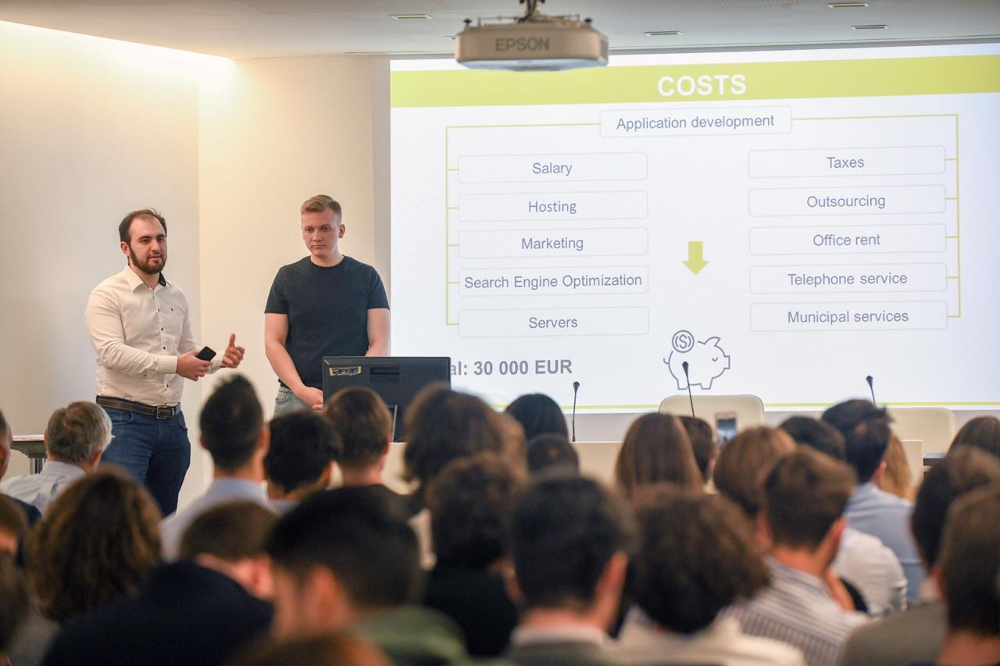 EPSON
COSTS
Application development
Salary
Hosting
Marketing
Search Engine Optimization
Servers
Taxes
Outsourcing
Office rent
Telephone service
Municipal services
al: 30 000 EUR
($)